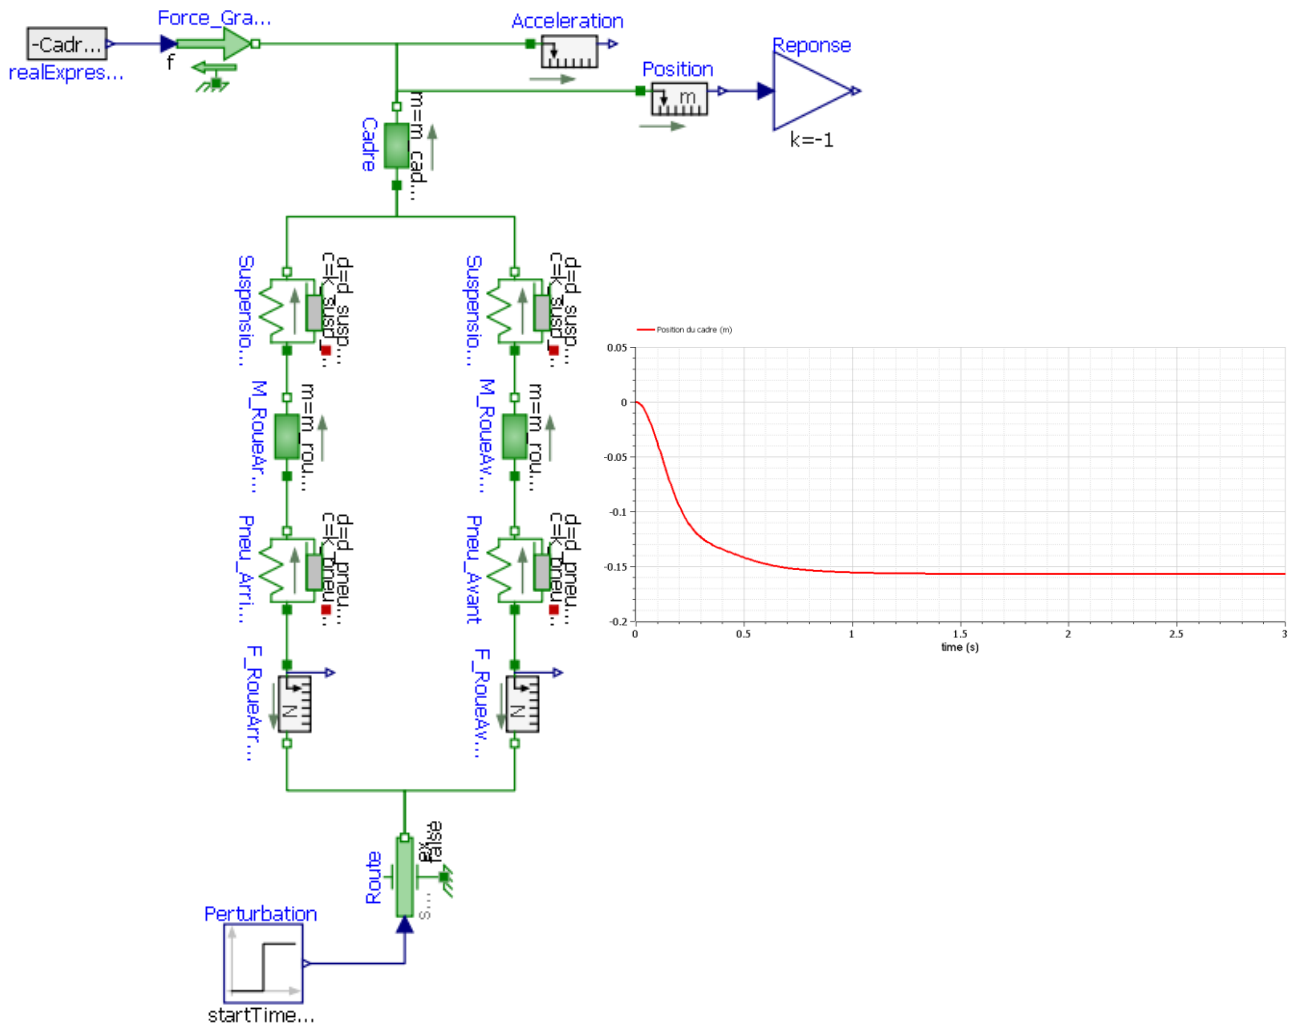 Force_Gra...
-Cadr...
realExpres...
f
Acceleration
Position
m
Reponse
k=-1
Cadre
m=m_cad...
Suspensio...
d=d_susp...
c=k_susp_...
Suspensio...
d=d_susp...
c=k_susp_...
M_RoueAr...
m=m_rou...
M_RoueAv...
m=m_rou...
Pneu_Arri...
d=d_pneu...
c=k_pneu...
Pneu_Avant
d=d_pneu...
c=k_pneu...
F_RoueArr...
N
F_RoueAv...
N
Route
false
s...
Perturbation
startTime...
Position du cadre (m)
0.05
0
-0.05
-0.1
-0.15
-0.2
0
0.5
1
1.5
2
2.5
3
time (s)